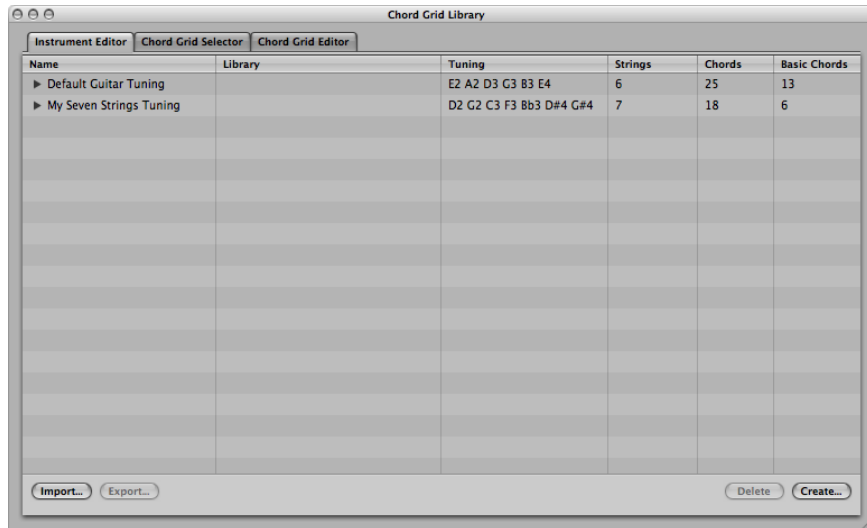 Chord Grid Library
Instrument Editor Chord Grid Selector Chord Grid Editor
Name Library Tuning Strings Chords Basic Chords
Default Guitar Tuning E2 A2 D3 G3 B3 E4 6 25 13
My Seven Strings Tuning D2 G2 C3 F3 Bb3 D#4 G#4 7 18 6
Import... Export... Delete Create...